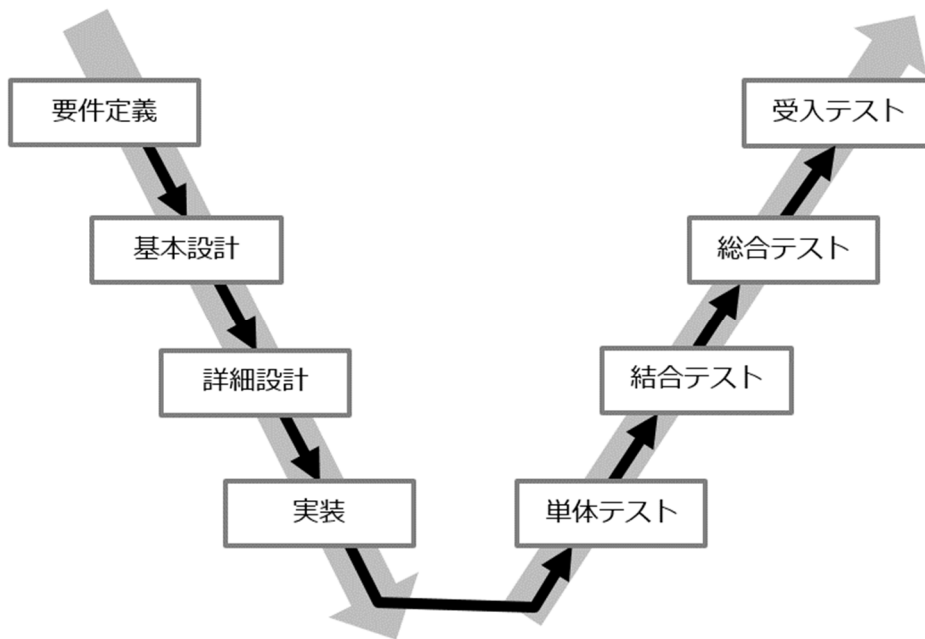 要件定義
基本設計
詳細設計
実装
単体テスト
結合テスト
総合テスト
受入テスト